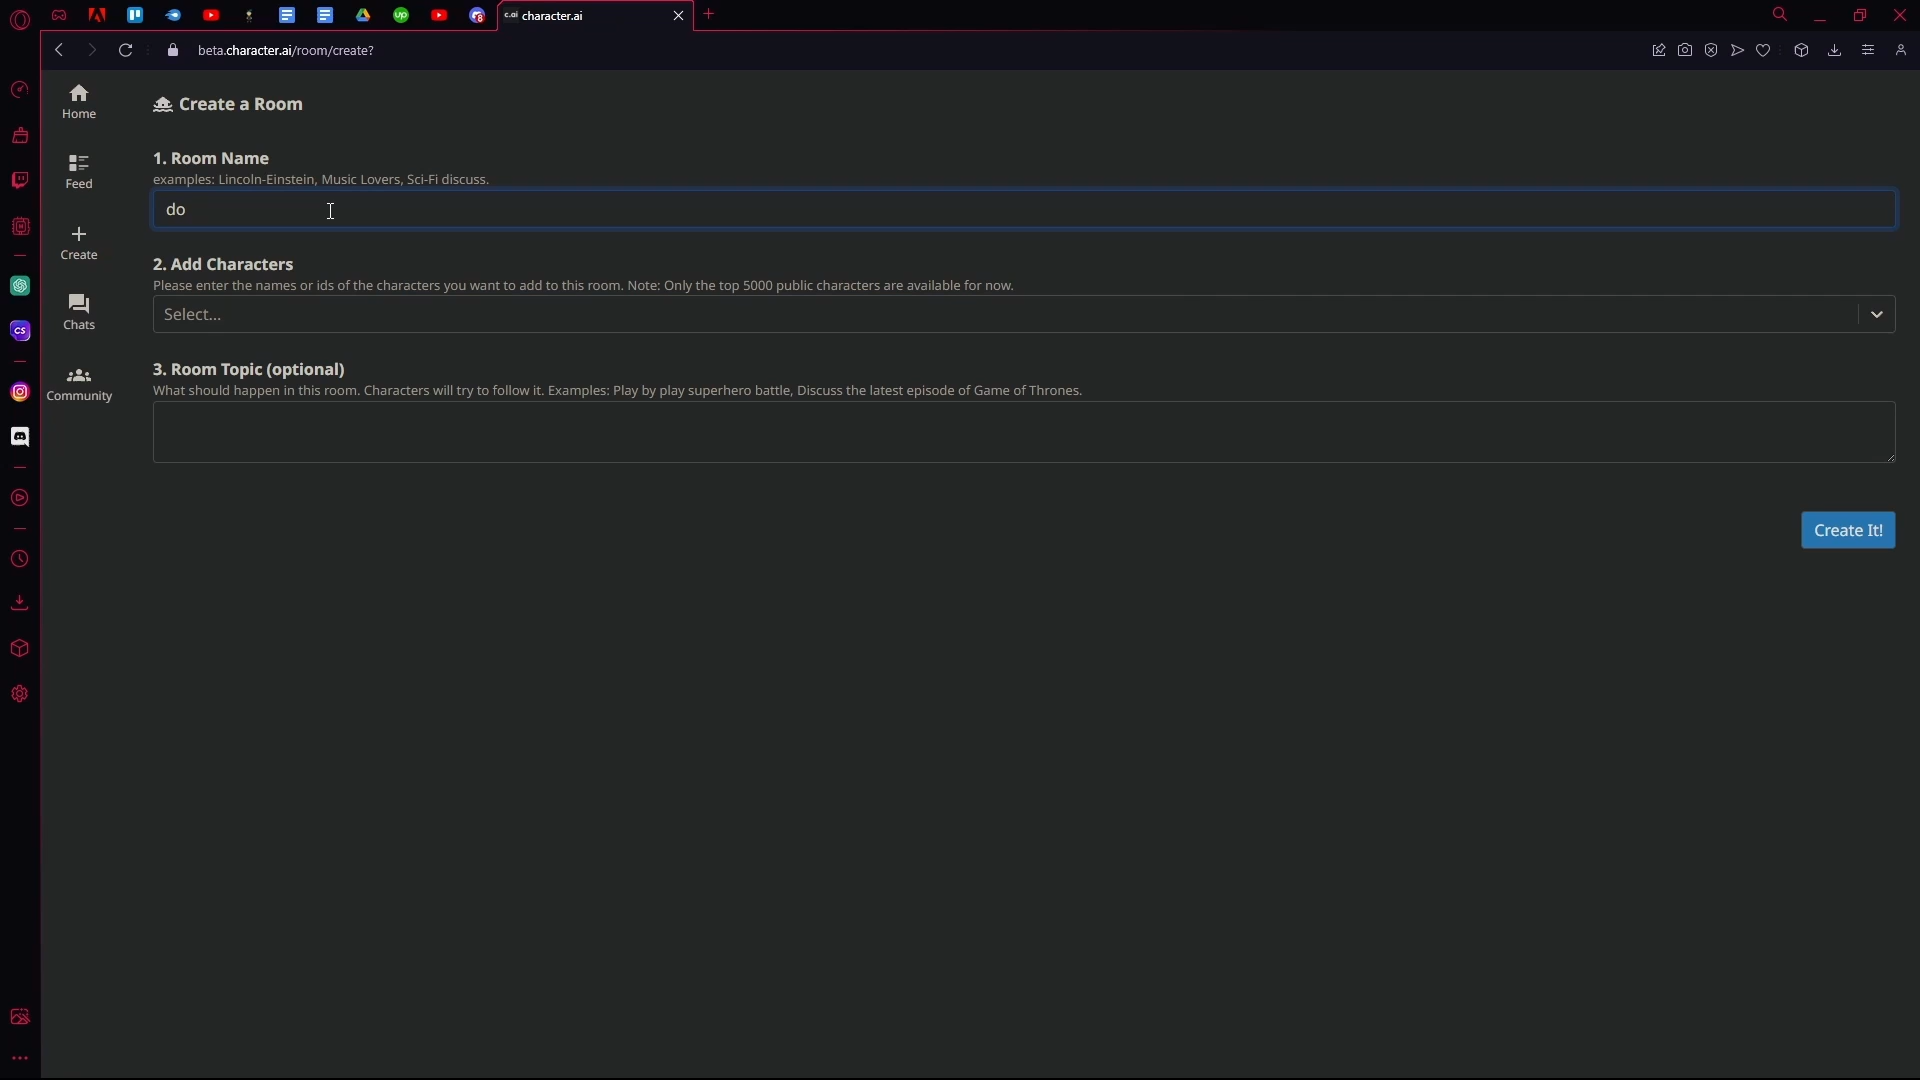 c.ai character.ai
beta.character.ai/room/create?
Home
Feed
Create
Chats
Community
Create a Room
1. Room Name
examples: Lincoln-Einstein, Music Lovers, Sci-Fi discuss.
do
2. Add Characters
Please enter the names or ids of the characters you want to add to this room. Note: Only the top 5000 public characters are available for now.
Select...
3. Room Topic (optional)
What should happen in this room. Characters will try to follow it. Examples: Play by play superhero battle, Discuss the latest episode of Game of Thrones.
Create It!
up
8
CS
M